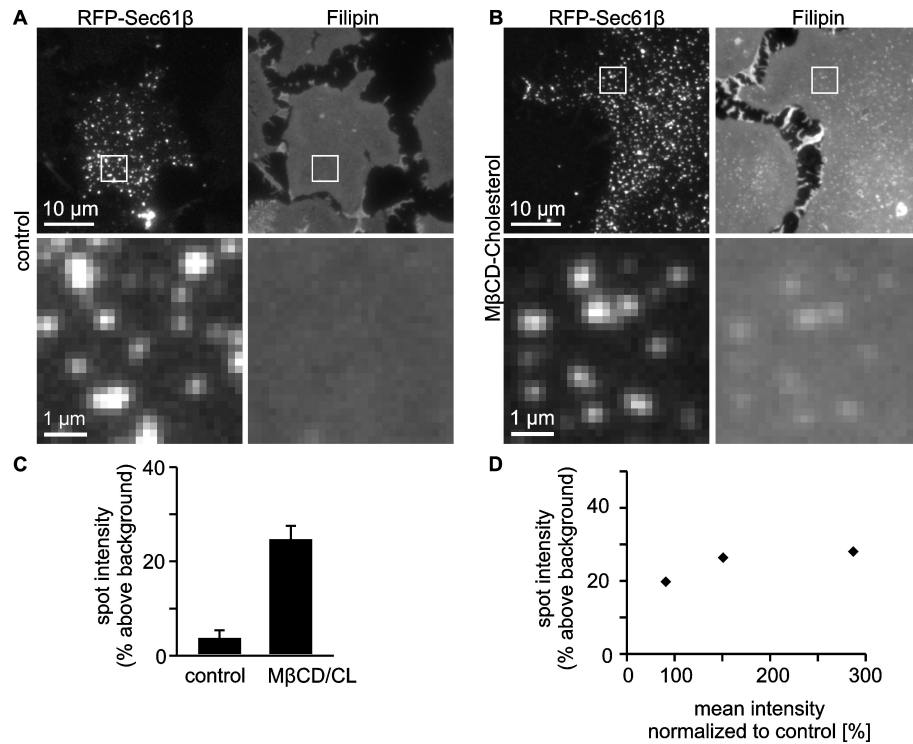 A
RFP-Sec61β
Filipin
B
RFP-Sec61β
Filipin
control
10 µm
1 µm
MβCD-Cholesterol
10 µm
1 µm
C
spot intensity
(% above background)
40
20
0
control
MβCD/CL
D
spot intensity
(% above background)
40
20
0
0
100
200
300
mean intensity
normalized to control [%]